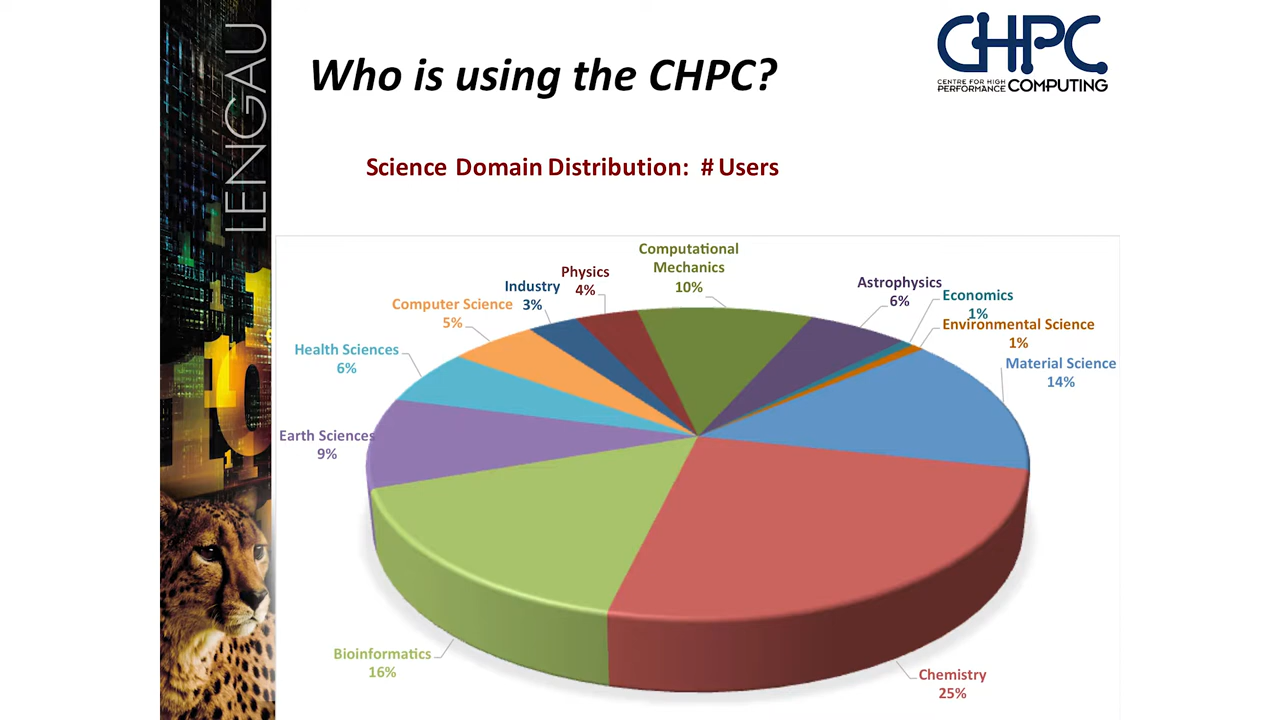 LENGAU
Who is using the CHPC?
CHPC
CENTRE FOR HIGH
PERFORMANCE COMPUTING
Science Domain Distribution: # Users
Computational
Mechanics
10%
Physics
4%
Industry
3%
Computer Science
5%
Health Sciences
6%
Earth Sciences
9%
Bioinformatics
16%
Chemistry
25%
Material Science
14%
Environmental Science
1%
Economics
1%
Astrophysics
6%